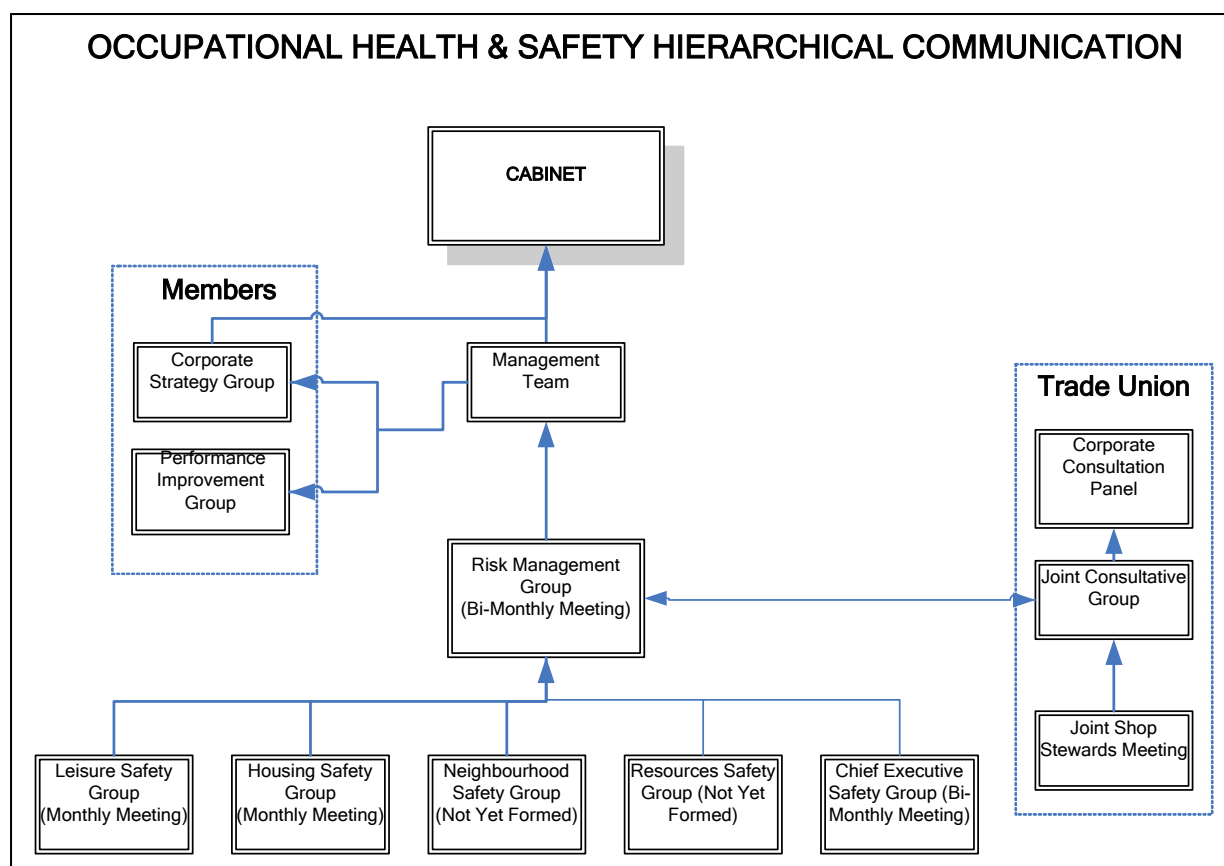 OCCUPATIONAL HEALTH & SAFETY HIERARCHICAL COMMUNICATION
CABINET
Members
Corporate
Strategy Group
Management
Team
Performance
Improvement
Group
Trade Union
Corporate
Consultation
Panel
Risk Management
Group
(Bi-Monthly Meeting)
Joint Consultative
Group
Joint Shop
Stewards Meeting
Leisure Safety
Group
(Monthly Meeting)
Housing Safety
Group
(Monthly Meeting)
Neighbourhood
Safety Group
(Not Yet Formed)
Resources Safety
Group (Not Yet
Formed)
Chief Executive
Safety Group (Bi-
Monthly Meeting)